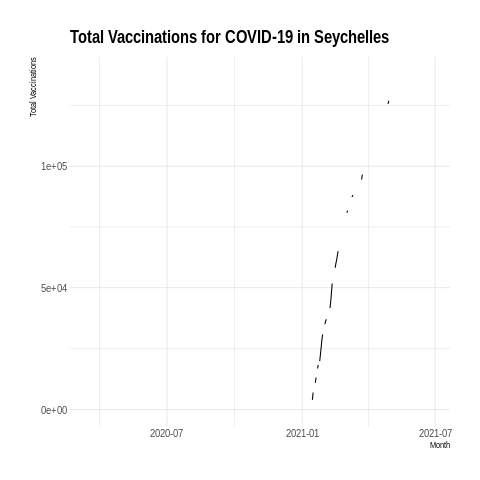 Total Vaccinations for COVID-19 in Seychelles
Total Vaccinations
1e+05
5e+04
0e+00
2020-07
2021-01
2021-07
Month